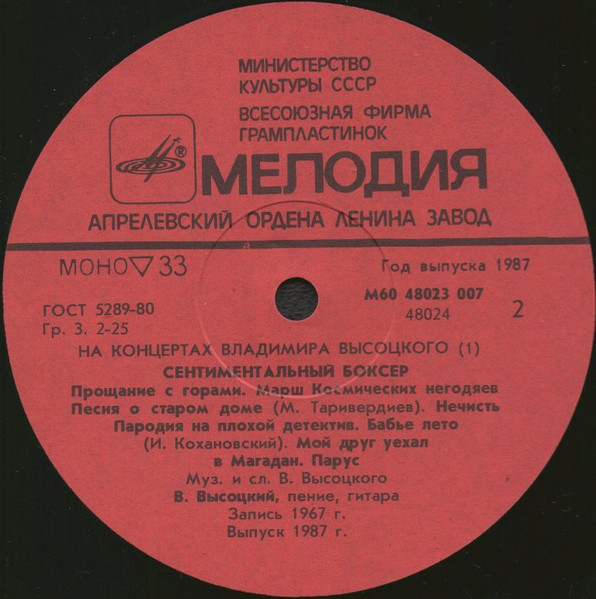 МИНИСТЕРСТВО
КУЛЬТУРЫ СССР
ВСЕСОЮЗНАЯ ФИРМА
ГРАМПЛАСТИНОК
®
МЕЛОДИЯ
АПРЕЛЕВСКИЙ ОРДЕНА ЛЕНИНА ЗАВОД
МОНО ▽ 33
Год выпуска 1987
ГОСТ 5289-80
Гр. 3. 2-25
М60 48023 007
48024
2
НА КОНЦЕРТАХ ВЛАДИМИРА ВЫСОЦКОГО (1)
СЕНТИМЕНТАЛЬНЫЙ БОКСЕР
Прощание с горами. Марш Космических негодяев
Песня о старом доме (М. Таривердиев). Нечисть
Пародия на плохой детектив. Бабье лето
(И. Кохановский). Мой друг уехал
в Магадан. Парус
Муз. и сл. В. Высоцкого
В. Высоцкий, пение, гитара
Запись 1967 г.
Выпуск 1987 г.